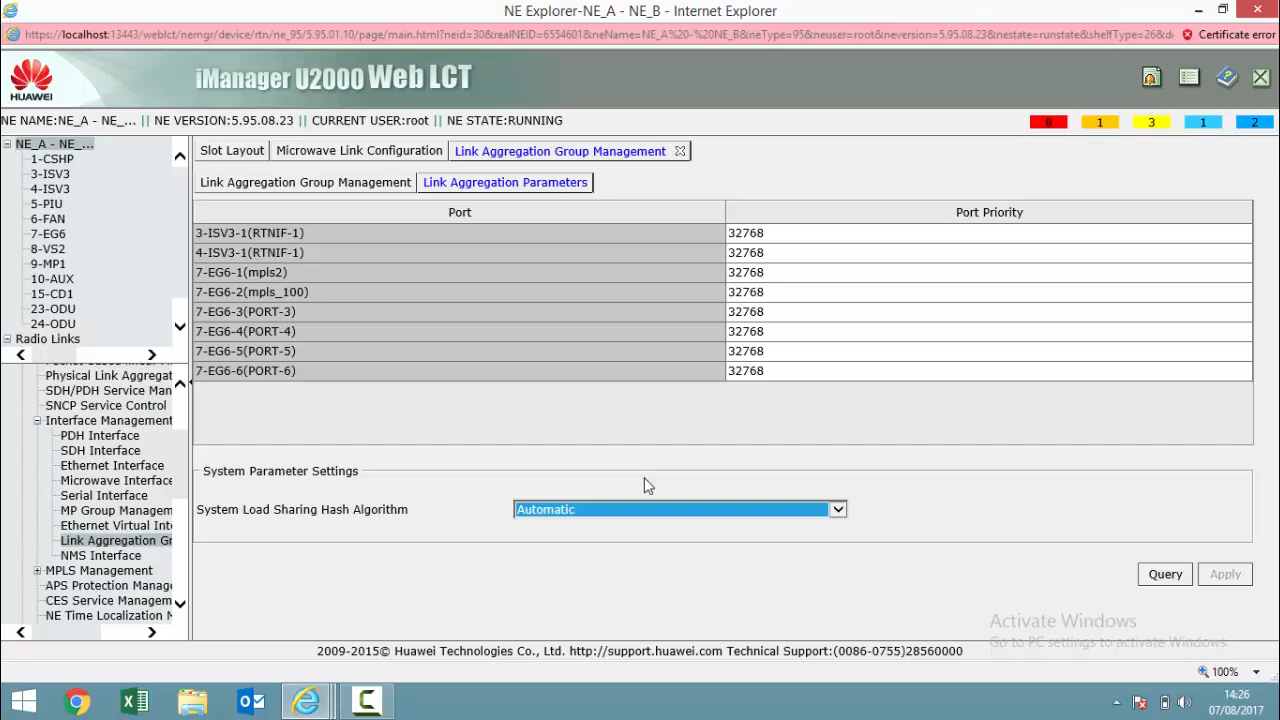 NE Explorer-NE_A - NE_B - Internet Explorer
https://localhost:13443/weblct/nemgr/device/rtn/ne_95/5.95.01.10/page/main.html?neid=30&realNEID=6554601&neName=NE_A%20-%20NE_B&neType=95&neuser=root&neversion=5.95.08.23&nestate=runstate&shelfType=26&de Certificate error
HUAWEI
iManager U2000 Web LCT
NE NAME:NE_A - NE_... || NE VERSION:5.95.08.23 || CURRENT USER:root || NE STATE:RUNNING
8 1 3 1 2
NE_A - NE_...
1-CSHP
3-ISV3
4-ISV3
5-PIU
6-FAN
7-EG6
8-VS2
9-MP1
10-AUX
15-CD1
23-ODU
24-ODU
Radio Links
Physical Link Aggregat
SDH/PDH Service Man
SNCP Service Control
Interface Management
PDH Interface
SDH Interface
Ethernet Interface
Microwave Interface
Serial Interface
MP Group Managem
Ethernet Virtual Int
Link Aggregation Gr
NMS Interface
MPLS Management
APS Protection Manage
CES Service Managem
NE Time Localization M
Slot Layout Microwave Link Configuration Link Aggregation Group Management
Link Aggregation Group Management Link Aggregation Parameters
Port Port Priority
3-ISV3-1(RTNIF-1) 32768
4-ISV3-1(RTNIF-1) 32768
7-EG6-1(mpls2) 32768
7-EG6-2(mpls_100) 32768
7-EG6-3(PORT-3) 32768
7-EG6-4(PORT-4) 32768
7-EG6-5(PORT-5) 32768
7-EG6-6(PORT-6) 32768
System Parameter Settings
System Load Sharing Hash Algorithm Automatic
Query Apply
Activate Windows
Go to PC settings to activate Windows.
2009-2015© Huawei Technologies Co., Ltd. http://support.huawei.com Technical Support:(0086-0755)28560000
100%
14:26
07/08/2017